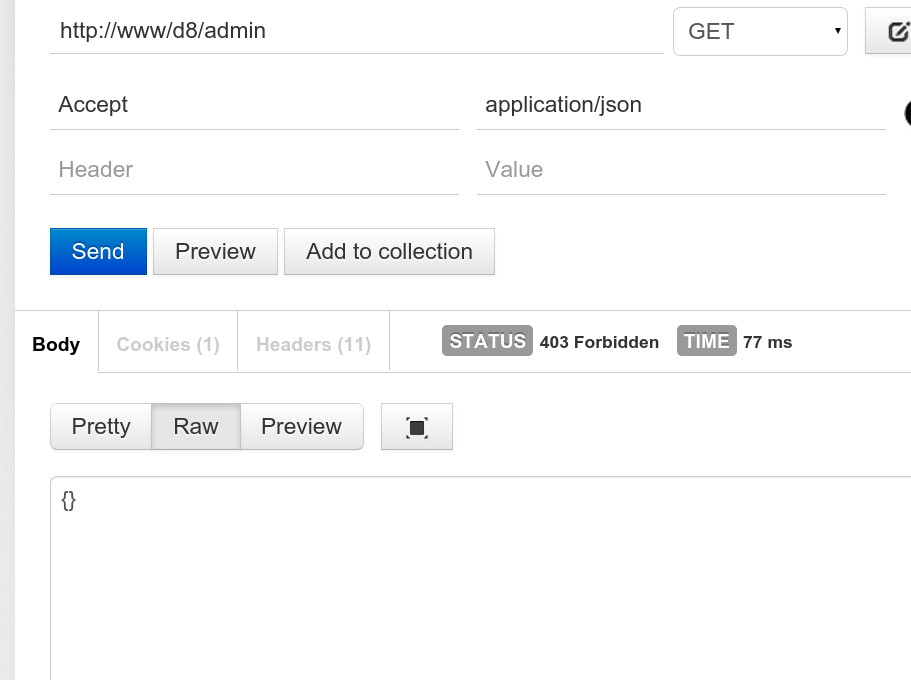 http://www/d8/admin GET
Accept application/json
Header Value
Send Preview Add to collection
Body Cookies (1) Headers (11) STATUS 403 Forbidden TIME 77 ms
Pretty Raw Preview
{}